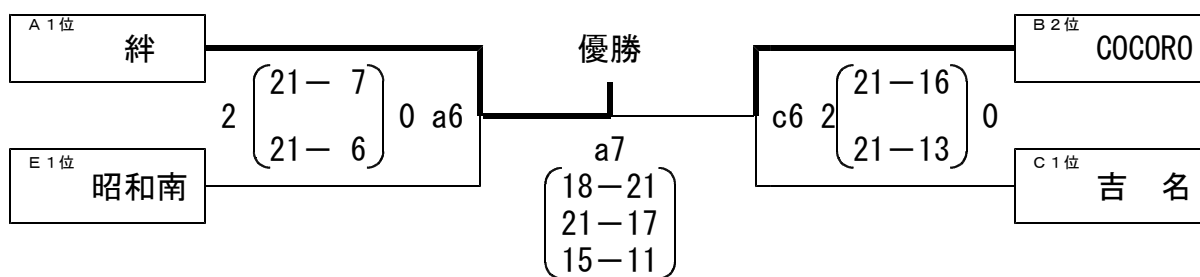 A1位
絆
優勝
B2位
COCORO
2 21－ 7 0 a6
21－ 6
c6 2 21－16 0
21－13
E1位
昭和南
a7
18－21
21－17
15－11
C1位
吉 名